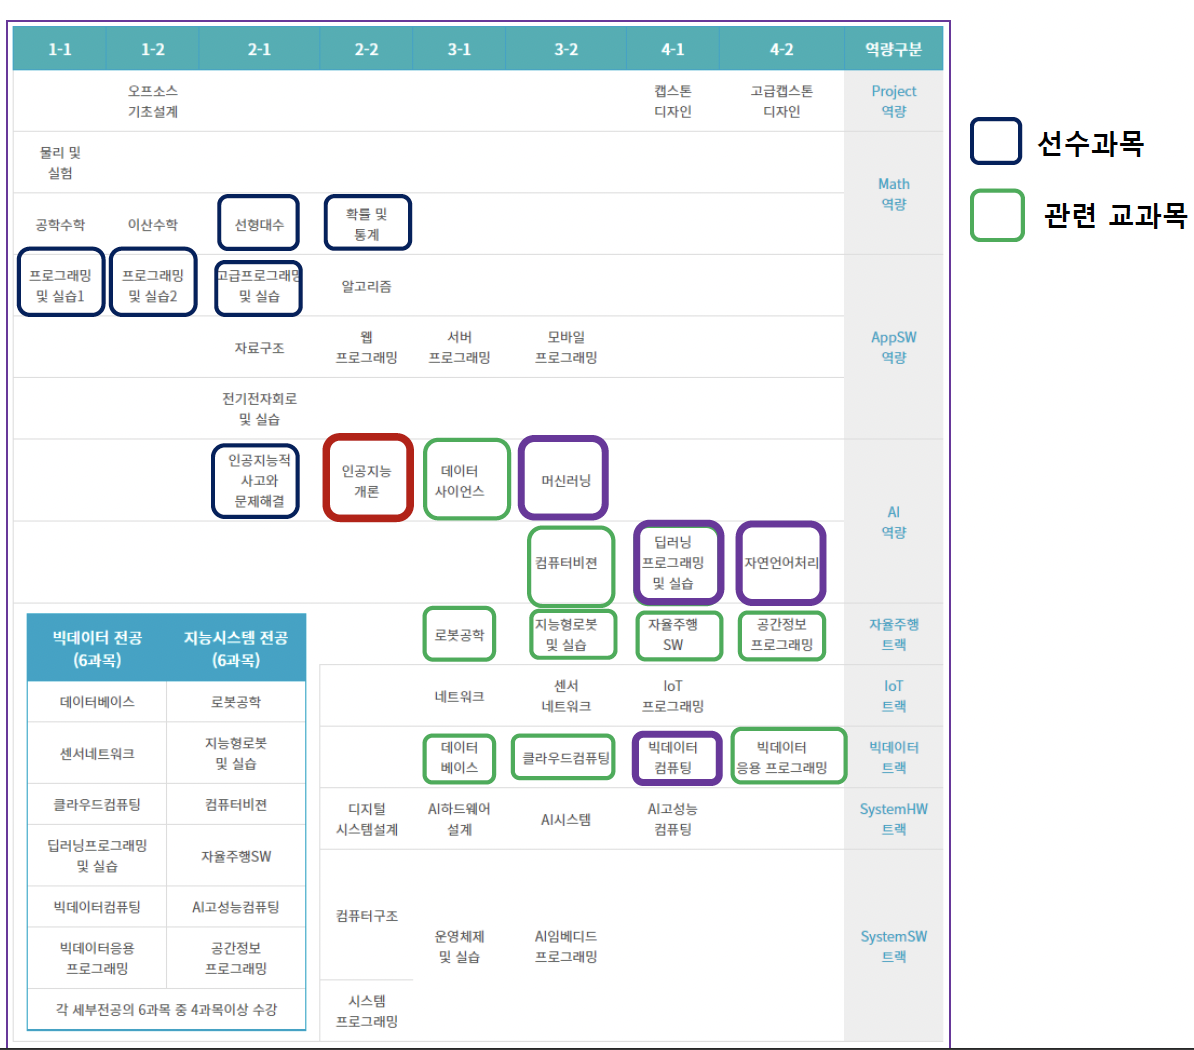 1-1 1-2 2-1 2-2 3-1 3-2 4-1 4-2 역량구분
오프소스
기초설계
캡스톤
디자인
고급캡스톤
디자인
Project
역량
물리 및
실험
Math
역량
공학수학
이산수학
선형대수
확률 및
통계
프로그래밍
및 실습1
프로그래밍
및 실습2
고급프로그래밍
및 실습
알고리즘
자료구조
웹
프로그래밍
서버
프로그래밍
모바일
프로그래밍
AppSW
역량
전기전자회로
및 실습
인공지능적
사고와
문제해결
인공지능
개론
데이터
사이언스
머신러닝
AI
역량
컴퓨터비젼
딥러닝
프로그래밍
및 실습
자연언어처리
로봇공학
지능형로봇
및 실습
자율주행
SW
공간정보
프로그래밍
자율주행
트랙
네트워크
센서
네트워크
IoT
프로그래밍
IoT
트랙
데이터
베이스
클라우드컴퓨팅
빅데이터
컴퓨팅
빅데이터
응용 프로그래밍
빅데이터
트랙
디지털
시스템설계
AI하드웨어
설계
AI시스템
AI고성능
컴퓨팅
SystemHW
트랙
컴퓨터구조
운영체제
및 실습
AI임베디드
프로그래밍
SystemSW
트랙
시스템
프로그래밍
빅데이터 전공
(6과목)
지능시스템 전공
(6과목)
데이터베이스
로봇공학
센서네트워크
지능형로봇
및 실습
클라우드컴퓨팅
컴퓨터비젼
딥러닝프로그래밍
및 실습
자율주행SW
빅데이터컴퓨팅
AI고성능컴퓨팅
빅데이터응용
프로그래밍
공간정보
프로그래밍
각 세부전공의 6과목 중 4과목이상 수강
선수과목
관련 교과목